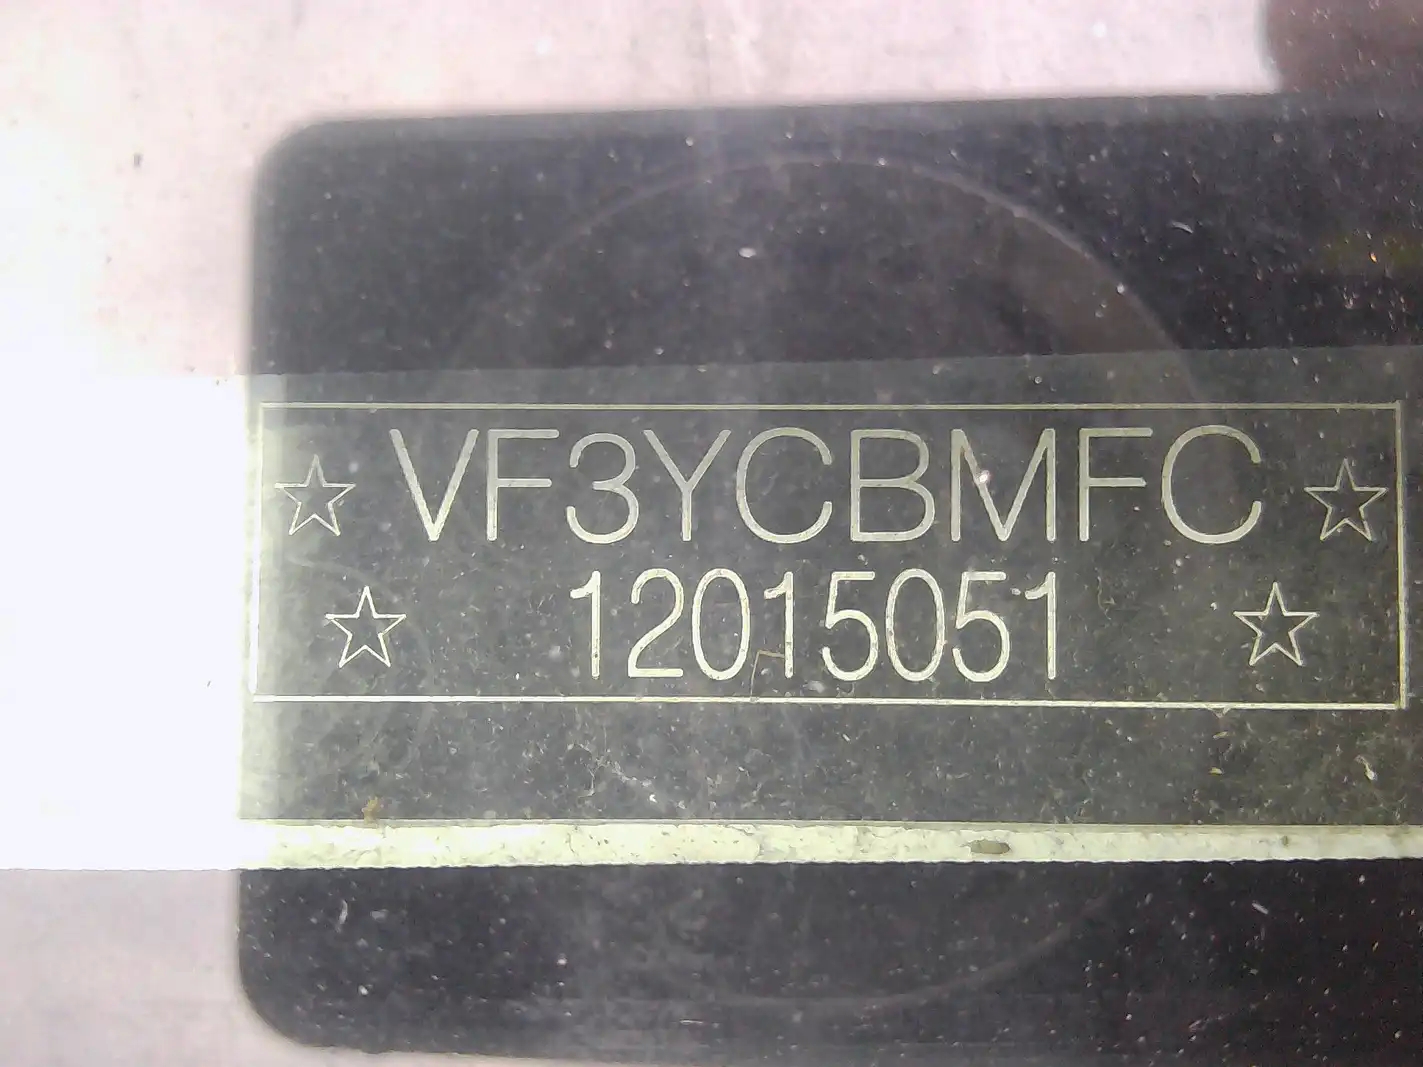 ☆ VF3YCBMFC ☆
☆ 12015051 ☆